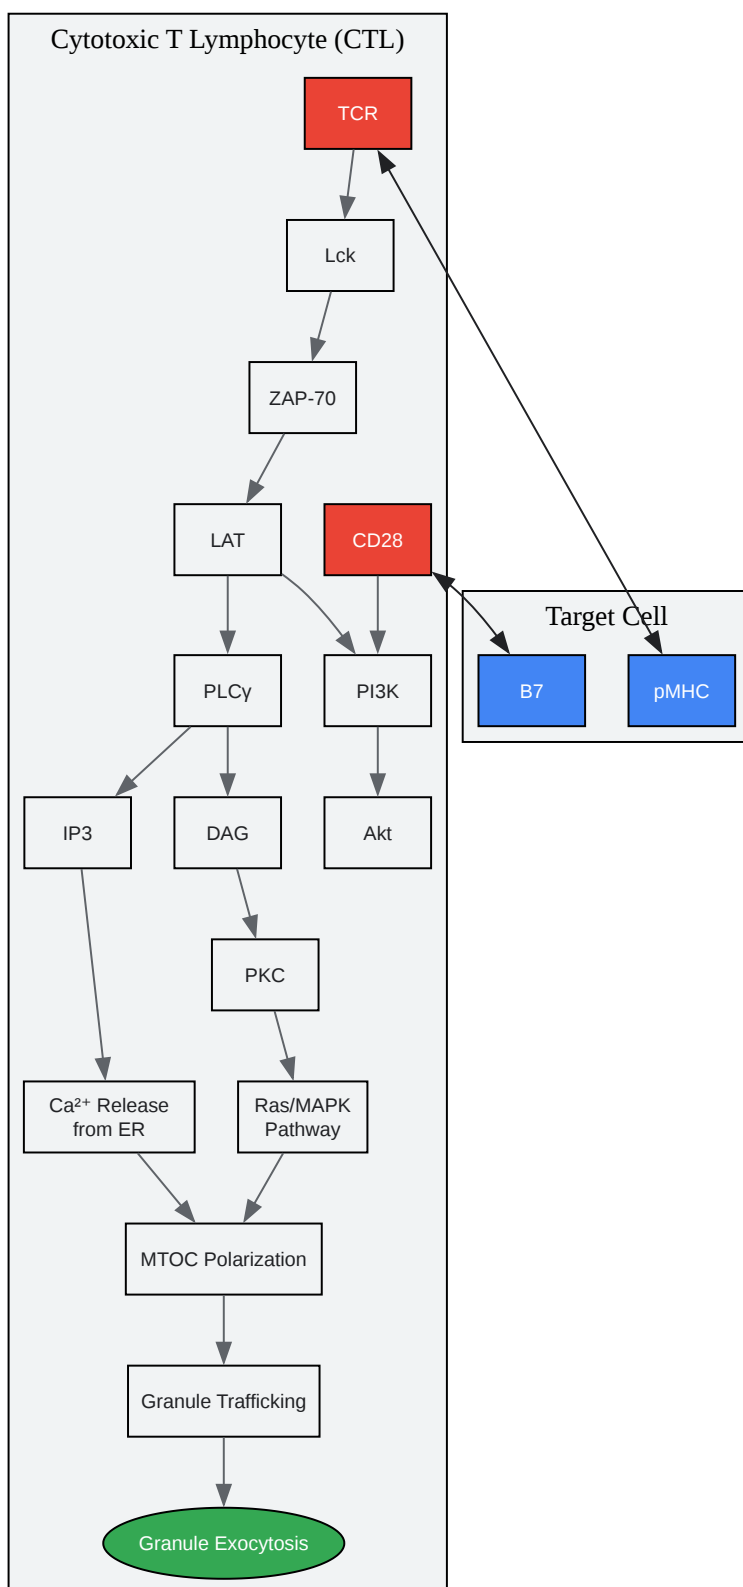 Cytotoxic T Lymphocyte (CTL)
TCR
Lck
ZAP-70
LAT
CD28
Target Cell
PLCγ
PI3K
B7
pMHC
IP3
DAG
Akt
PKC
Ca²⁺ Release
from ER
Ras/MAPK
Pathway
MTOC Polarization
Granule Trafficking
Granule Exocytosis